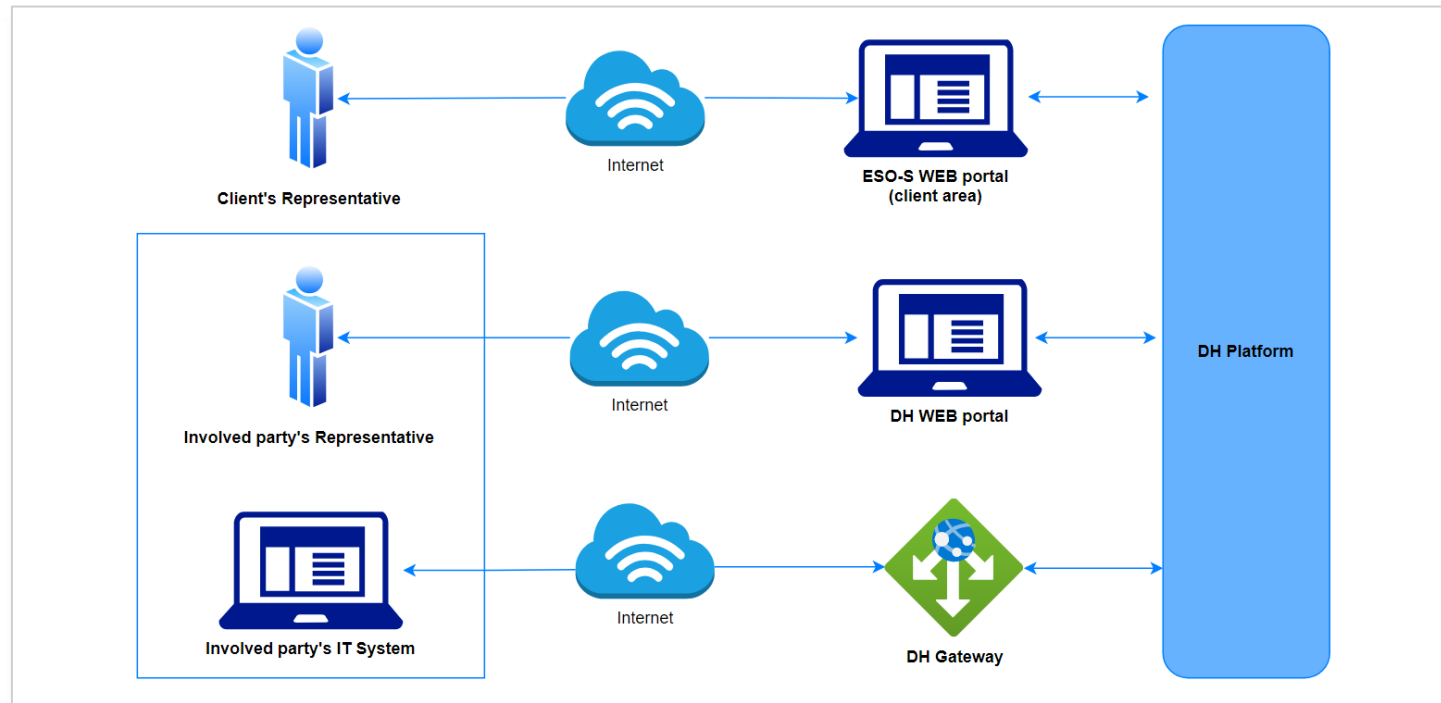 Internet
Client's Representative
ESO-S WEB portal
(client area)
DH Platform
Internet
Involved party's Representative
DH WEB portal
Internet
Involved party's IT System
DH Gateway